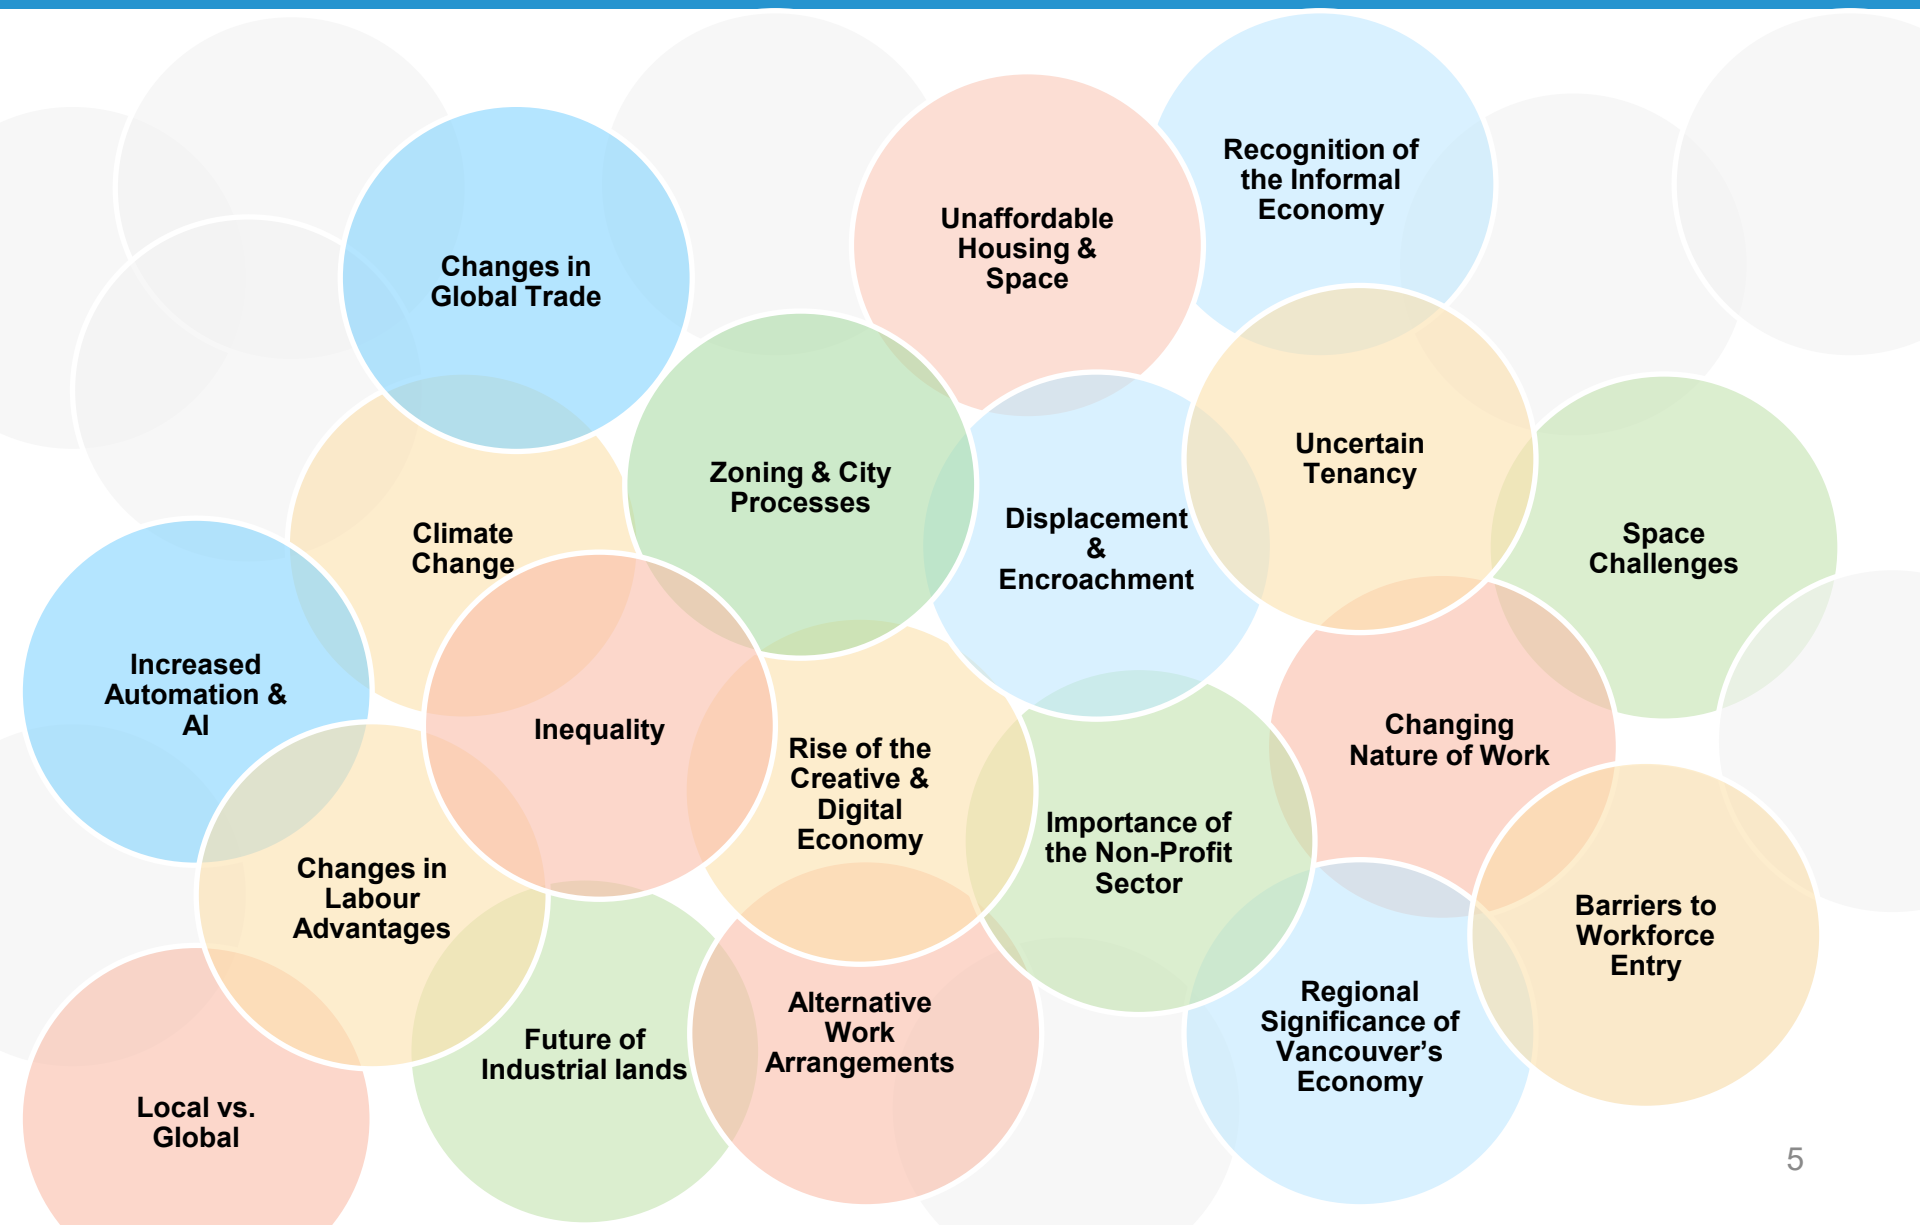 Recognition of
the Informal
Economy
Unaffordable
Housing &
Space
Changes in
Global Trade
Uncertain
Tenancy
Zoning & City
Processes
Displacement
&
Encroachment
Climate
Change
Space
Challenges
Increased
Automation &
AI
Inequality
Rise of the
Creative &
Digital
Economy
Changing
Nature of Work
Importance of
the Non-Profit
Sector
Changes in
Labour
Advantages
Barriers to
Workforce
Entry
Future of
Industrial lands
Alternative
Work
Arrangements
Regional
Significance of
Vancouver’s
Economy
Local vs.
Global
5